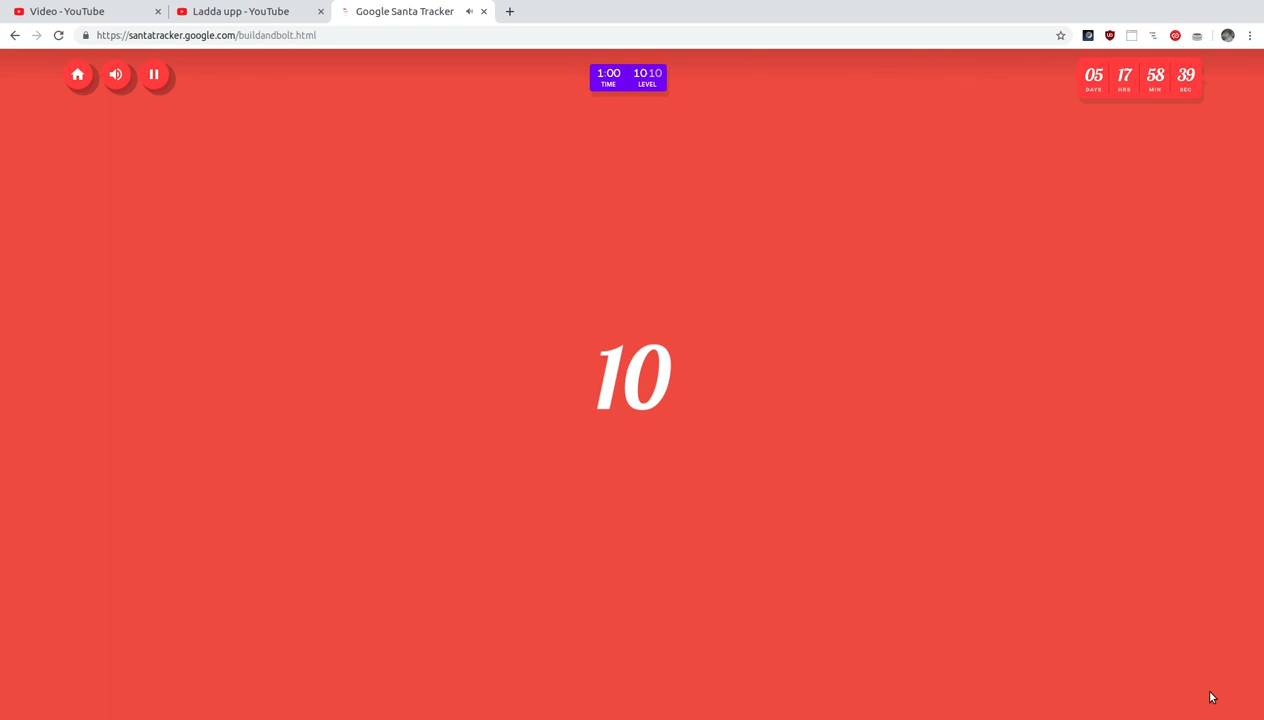 Video - YouTube
Ladda upp - YouTube
Google Santa Tracker
https://santatracker.google.com/buildandbolt.html
1:00 10 10
TIME LEVEL
05 17 58 39
DAYS HRS MIN SEC
10